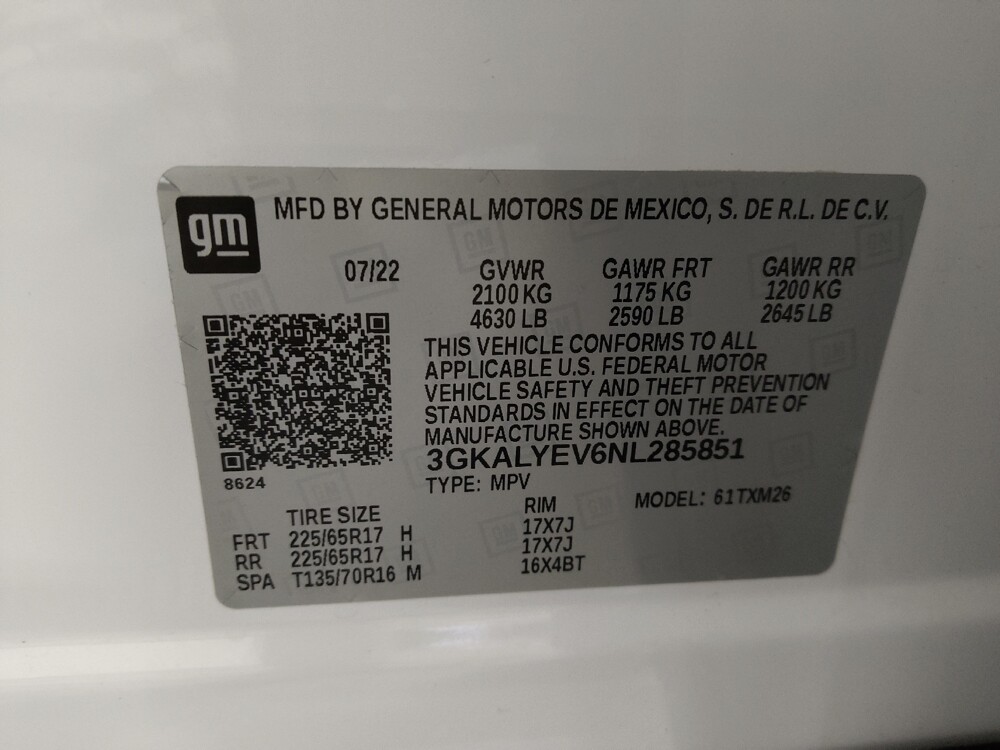 gm
MFD BY GENERAL MOTORS DE MEXICO, S. DE R.L. DE C.V.
07/22 GVWR GAWR FRT GAWR RR
2100 KG 1175 KG 1200 KG
4630 LB 2590 LB 2645 LB
THIS VEHICLE CONFORMS TO ALL
APPLICABLE U.S. FEDERAL MOTOR
VEHICLE SAFETY AND THEFT PREVENTION
STANDARDS IN EFFECT ON THE DATE OF
MANUFACTURE SHOWN ABOVE.
3GKALYEV6NL285851
8624
TYPE: MPV MODEL: 61TXM26
TIRE SIZE RIM
FRT 225/65R17 H 17X7J
RR 225/65R17 H 17X7J
SPA T135/70R16 M 16X4BT